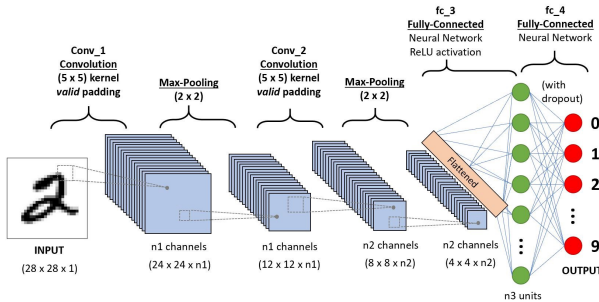 fc_3
Fully-Connected
Neural Network
ReLU activation
fc_4
Fully-Connected
Neural Network
Conv_1
Convolution
(5 x 5) kernel
valid padding
Max-Pooling
(2 x 2)
Conv_2
Convolution
(5 x 5) kernel
valid padding
Max-Pooling
(2 x 2)
(with
dropout)
Flattened
0
1
2
9
2
INPUT
(28 x 28 x 1)
n1 channels
(24 x 24 x n1)
n1 channels
(12 x 12 x n1)
n2 channels
(8 x 8 x n2)
n2 channels
(4 x 4 x n2)
n3 units
OUTPUT